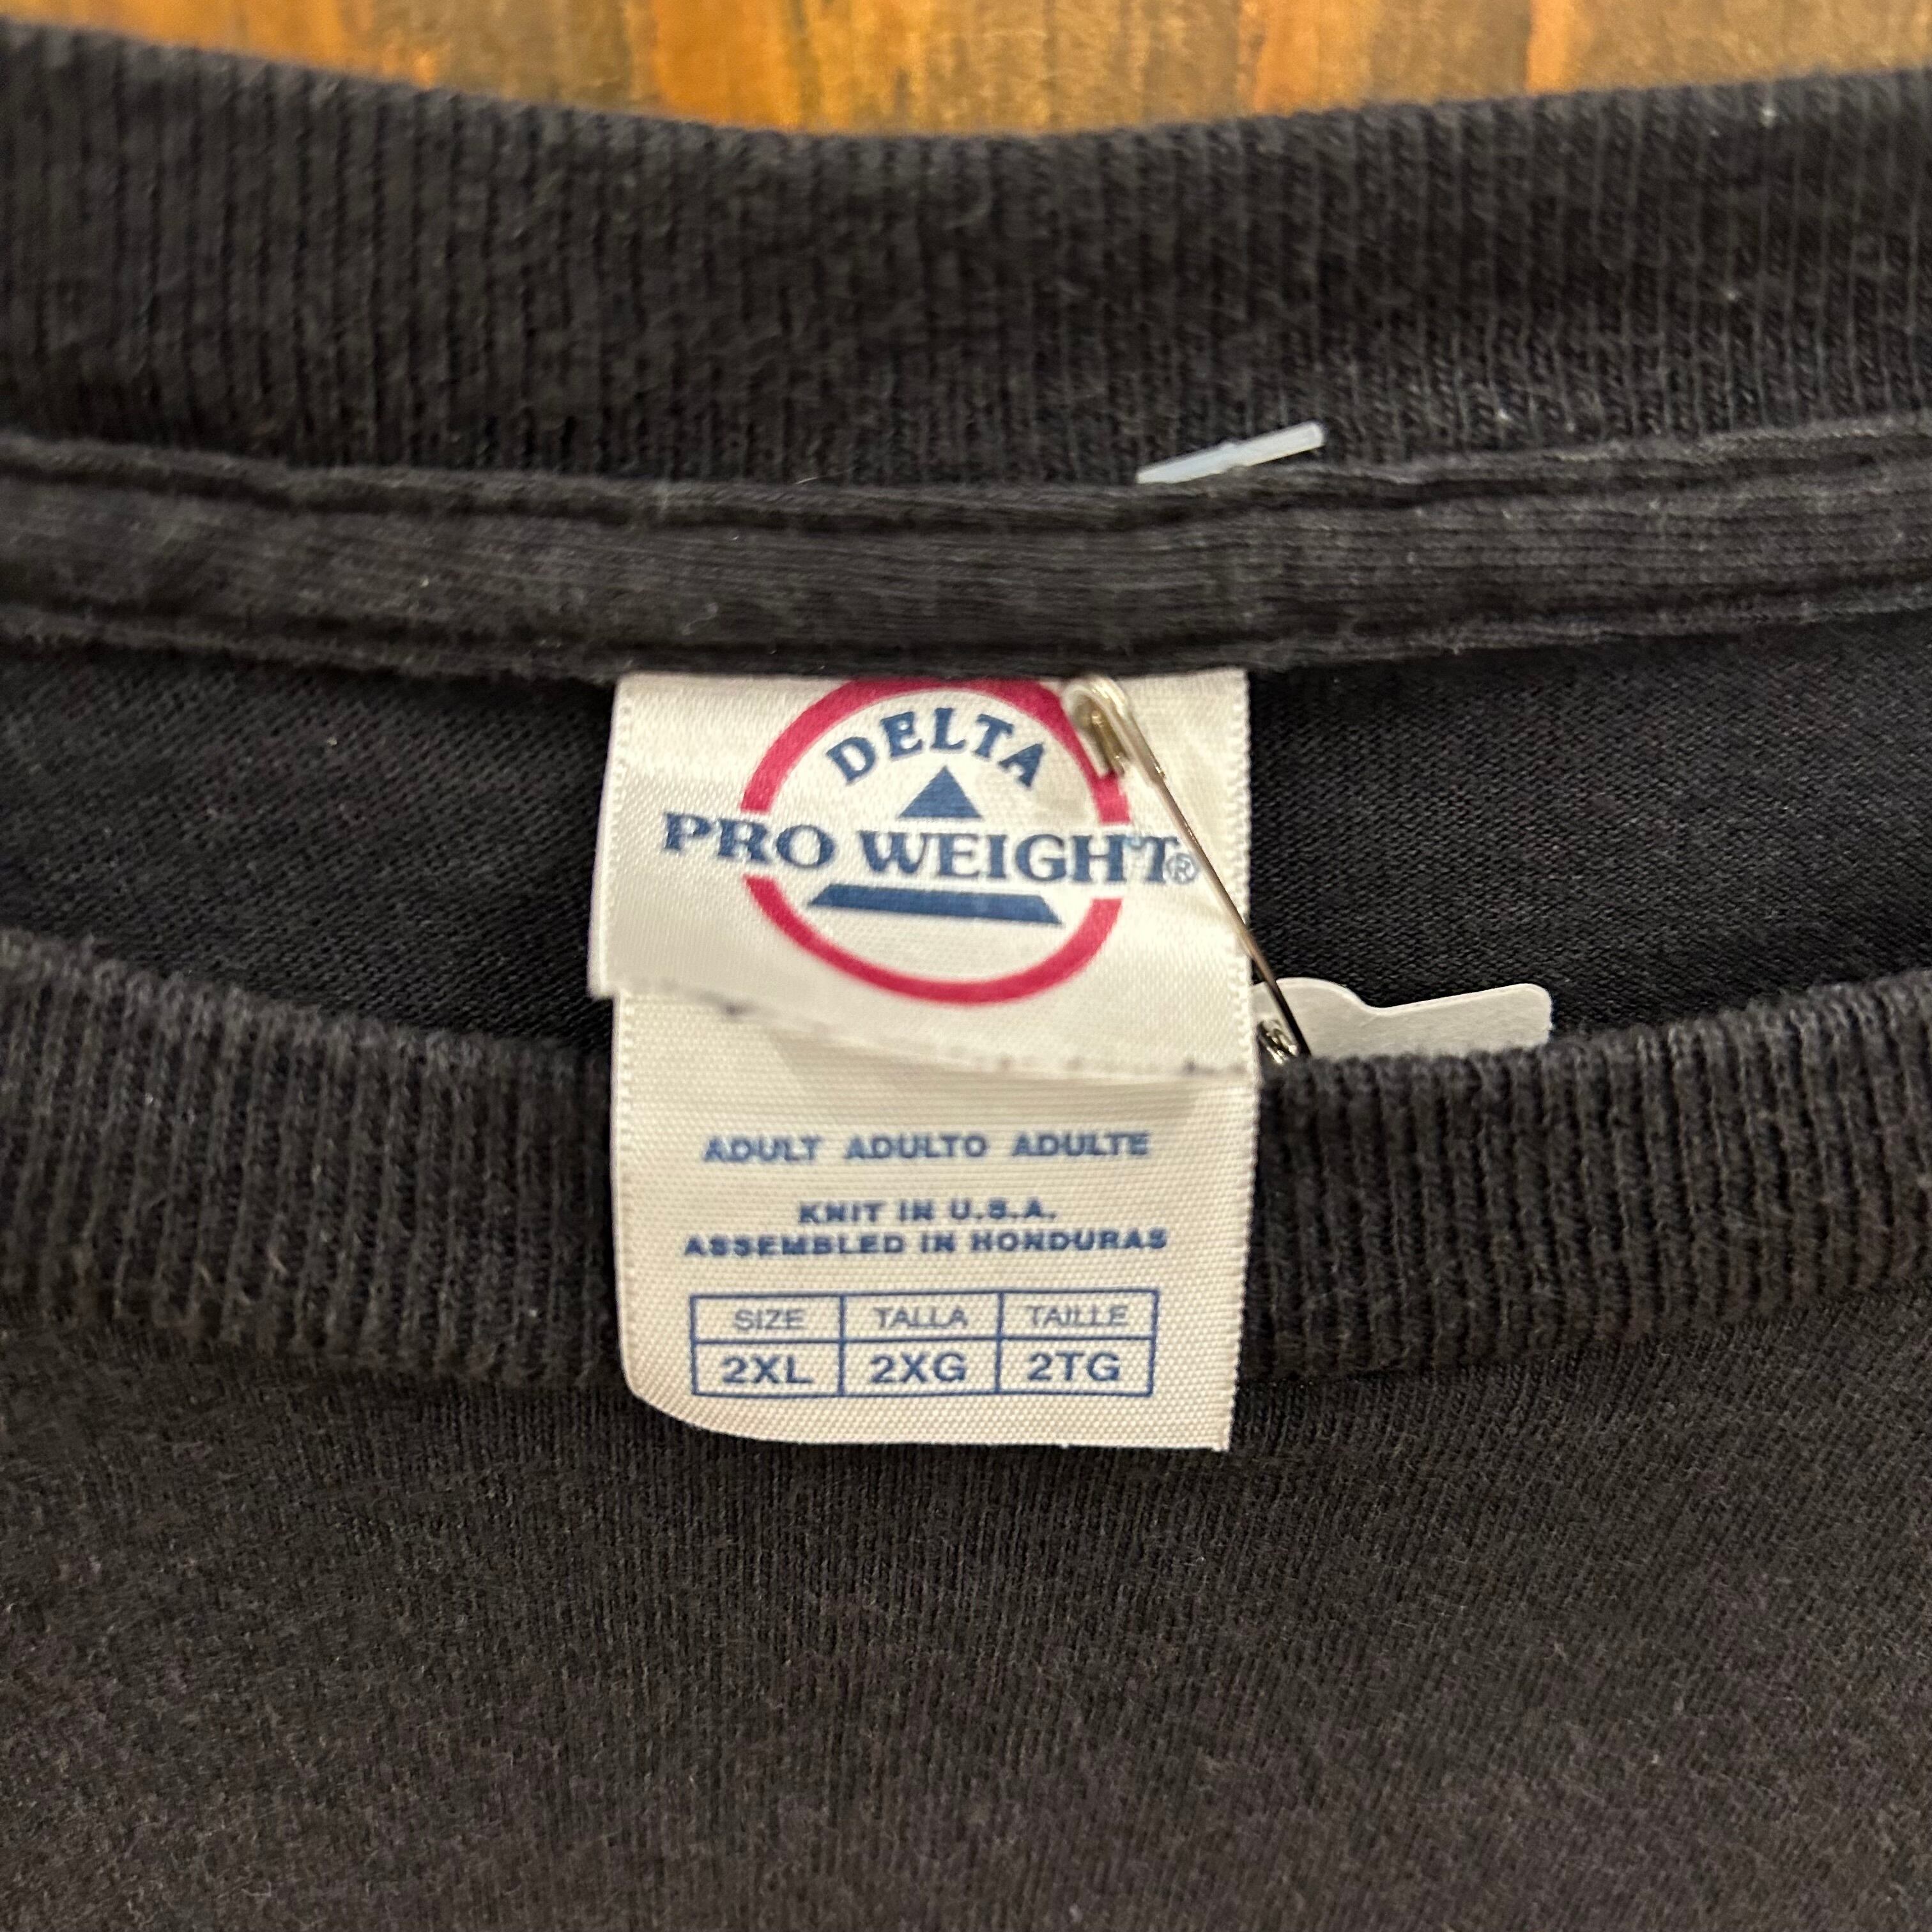 DELTA
PRO WEIGHT®
ADULT ADULTO ADULTE
KNIT IN U.S.A.
ASSEMBLED IN HONDURAS
SIZE TALLA TAILLE
2XL 2XG 2TG